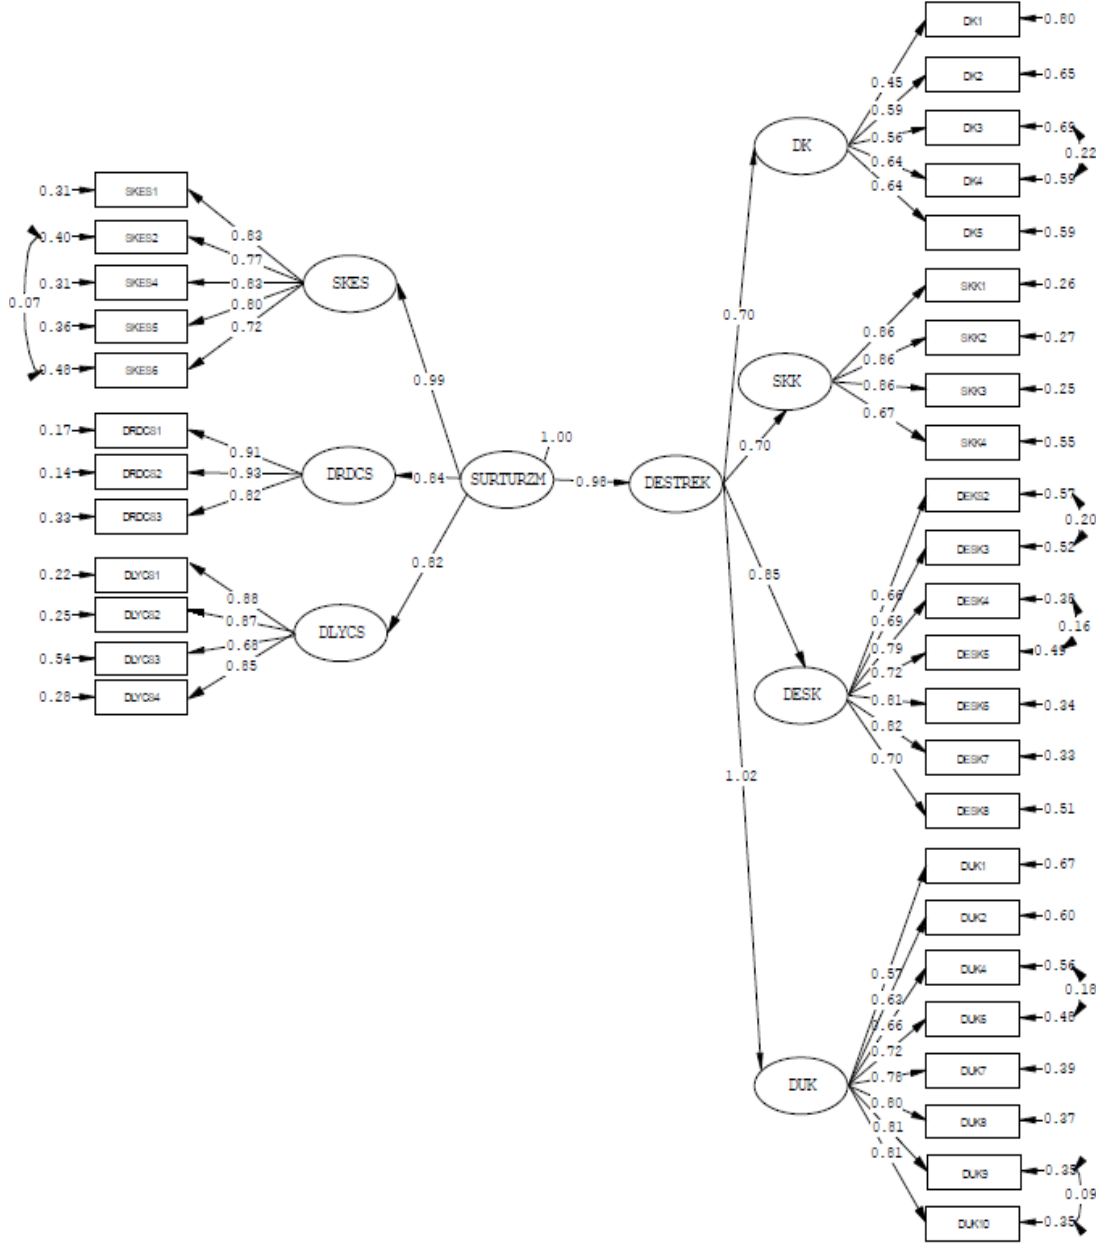 0.31 SKES1
0.40 SKES2
0.31 SKES4
0.36 SKES5
0.48 SKES6
0.07
0.83
0.77
0.83
0.80
0.72
SKES
0.17 DRDCS1
0.14 DRDCS2
0.33 DRDCS3
0.91
0.93
0.82
DRDCS
0.22 DLYCS1
0.25 DLYCS2
0.54 DLYCS3
0.28 DLYCS4
0.88
0.87
0.68
0.85
DLYCS
0.99
0.84
0.82
SURTURZM
1.00
0.98
DESTREK
0.70
0.70
0.85
1.02
DK
0.45
0.59
0.56
0.64
0.64
DK1 0.80
DK2 0.65
DK3 0.69
DK4 0.59
DK5 0.59
0.22
SKK
0.86
0.86
0.86
0.67
SKK1 0.26
SKK2 0.27
SKK3 0.25
SKK4 0.55
DESK
0.66
0.69
0.79
0.72
0.81
0.82
0.70
DEKS2 0.57
DESK3 0.52
DESK4 0.38
DESK5 0.49
DESK6 0.34
DESK7 0.33
DESK8 0.51
0.20
0.16
DUK
0.57
0.63
0.66
0.72
0.78
0.80
0.81
0.81
DUK1 0.67
DUK2 0.60
DUK4 0.56
DUK6 0.48
DUK7 0.39
DUK8 0.37
DUK9 0.35
DUK10 0.35
0.18
0.09